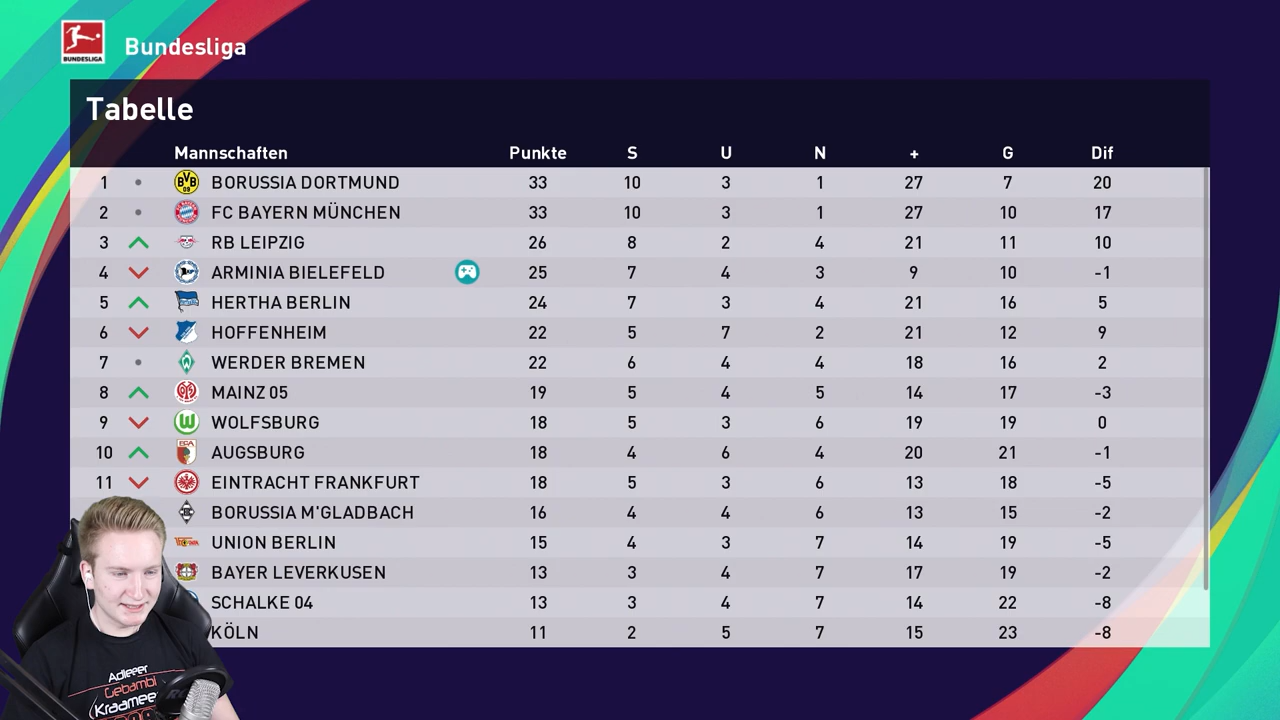 BUNDESLIGA
Bundesliga
Tabelle
Mannschaften Punkte S U N + G Dif
1 BORUSSIA DORTMUND 33 10 3 1 27 7 20
2 FC BAYERN MÜNCHEN 33 10 3 1 27 10 17
3 RB LEIPZIG 26 8 2 4 21 11 10
4 ARMINIA BIELEFELD 25 7 4 3 9 10 -1
5 HERTHA BERLIN 24 7 3 4 21 16 5
6 HOFFENHEIM 22 5 7 2 21 12 9
7 WERDER BREMEN 22 6 4 4 18 16 2
8 MAINZ 05 19 5 4 5 14 17 -3
9 WOLFSBURG 18 5 3 6 19 19 0
10 AUGSBURG 18 4 6 4 20 21 -1
11 EINTRACHT FRANKFURT 18 5 3 6 13 18 -5
BORUSSIA M'GLADBACH 16 4 4 6 13 15 -2
UNION BERLIN 15 4 3 7 14 19 -5
BAYER LEVERKUSEN 13 3 4 7 17 19 -2
SCHALKE 04 13 3 4 7 14 22 -8
KÖLN 11 2 5 7 15 23 -8
Adleeer
Gebambl
Kraamee